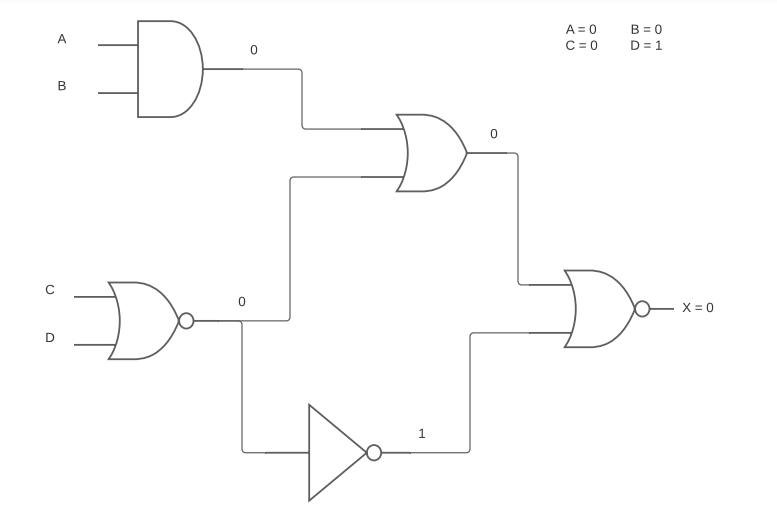 A
0
A = 0 B = 0
C = 0 D = 1
B
0
C
0
D
X = 0
1